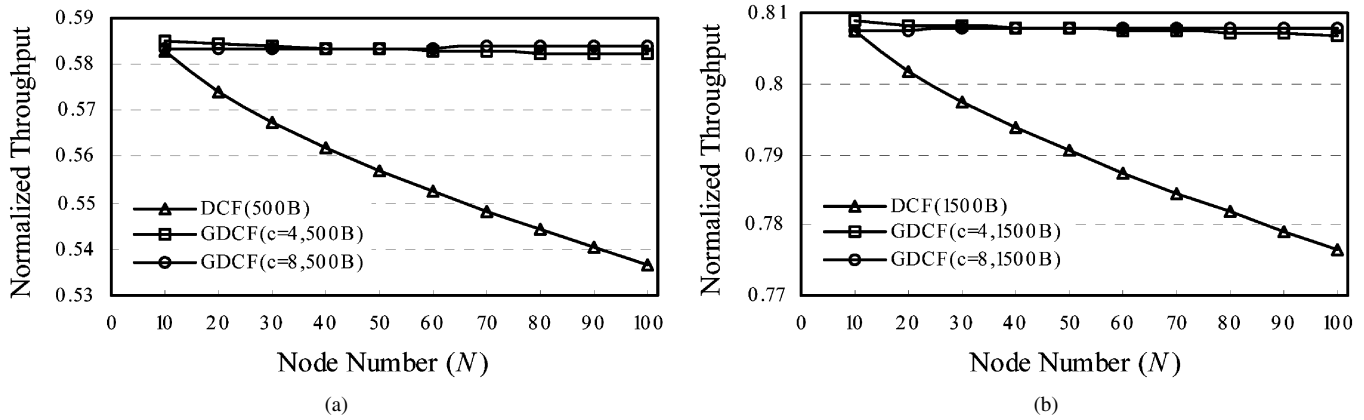 Normalized Throughput
0.59
0.58
0.57
0.56
0.55
0.54
0.53
DCF(500B)
GDCF(c=4,500B)
GDCF(c=8,500B)
0 10 20 30 40 50 60 70 80 90 100
Node Number (N)
(a)
Normalized Throughput
0.81
0.8
0.79
0.78
0.77
DCF(1500B)
GDCF(c=4,1500B)
GDCF(c=8,1500B)
0 10 20 30 40 50 60 70 80 90 100
Node Number (N)
(b)